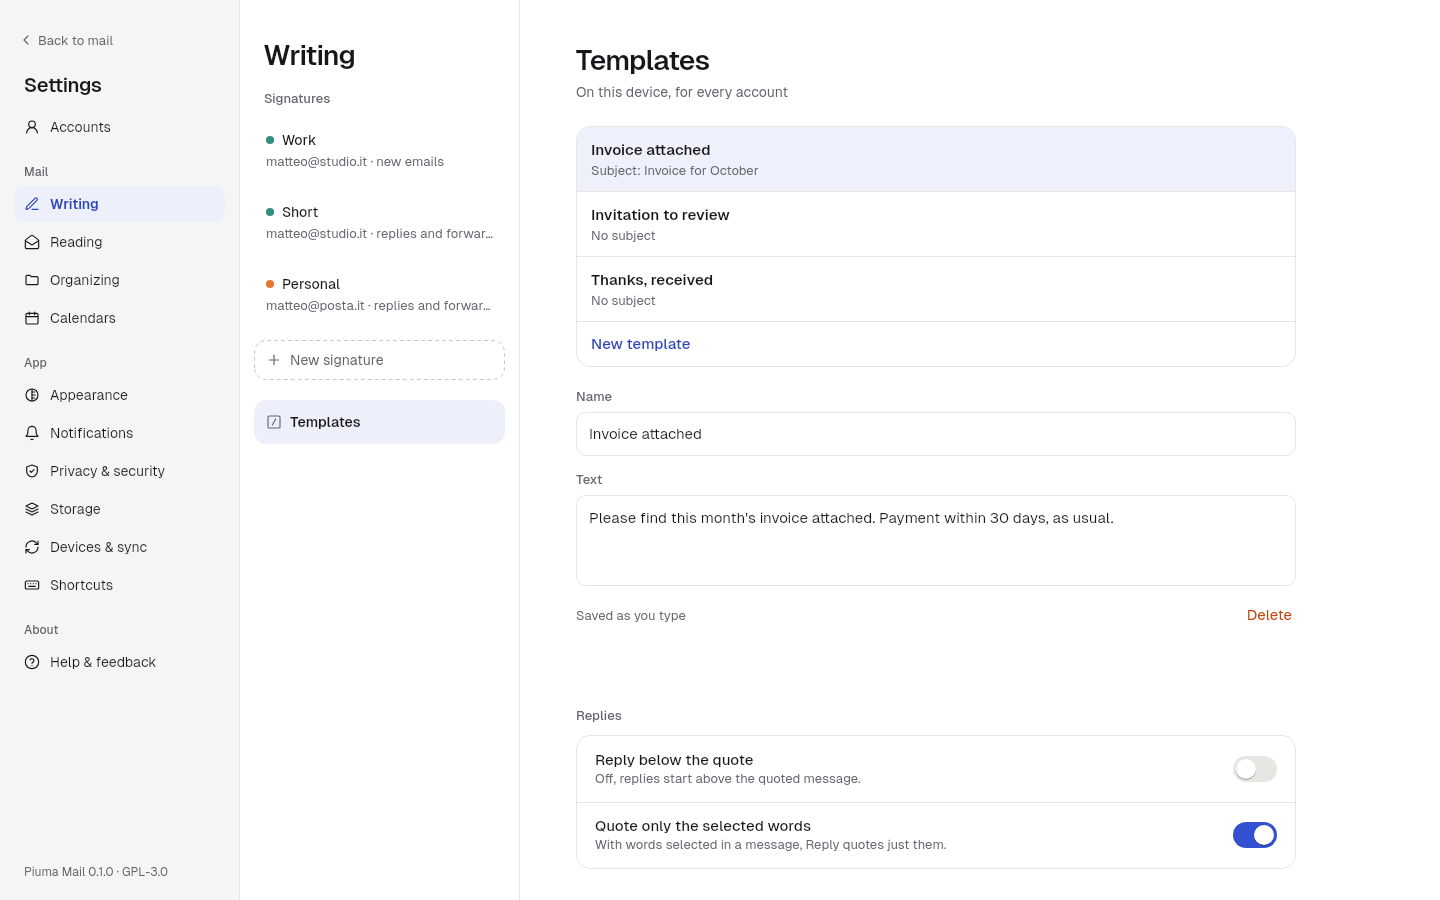 Back to mail
Settings
Accounts
Mail
Writing
Reading
Organizing
Calendars
App
Appearance
Notifications
Privacy & security
Storage
Devices & sync
Shortcuts
About
Help & feedback
Piuma Mail 0.1.0 · GPL-3.0
Writing
Signatures
Work
matteo@studio.it · new emails
Short
matteo@studio.it · replies and forwar...
Personal
matteo@posta.it · replies and forwar...
New signature
Templates
Templates
On this device, for every account
Invoice attached
Subject: Invoice for October
Invitation to review
No subject
Thanks, received
No subject
New template
Name
Invoice attached
Text
Please find this month's invoice attached. Payment within 30 days, as usual.
Saved as you type
Delete
Replies
Reply below the quote
Off, replies start above the quoted message.
Quote only the selected words
With words selected in a message, Reply quotes just them.